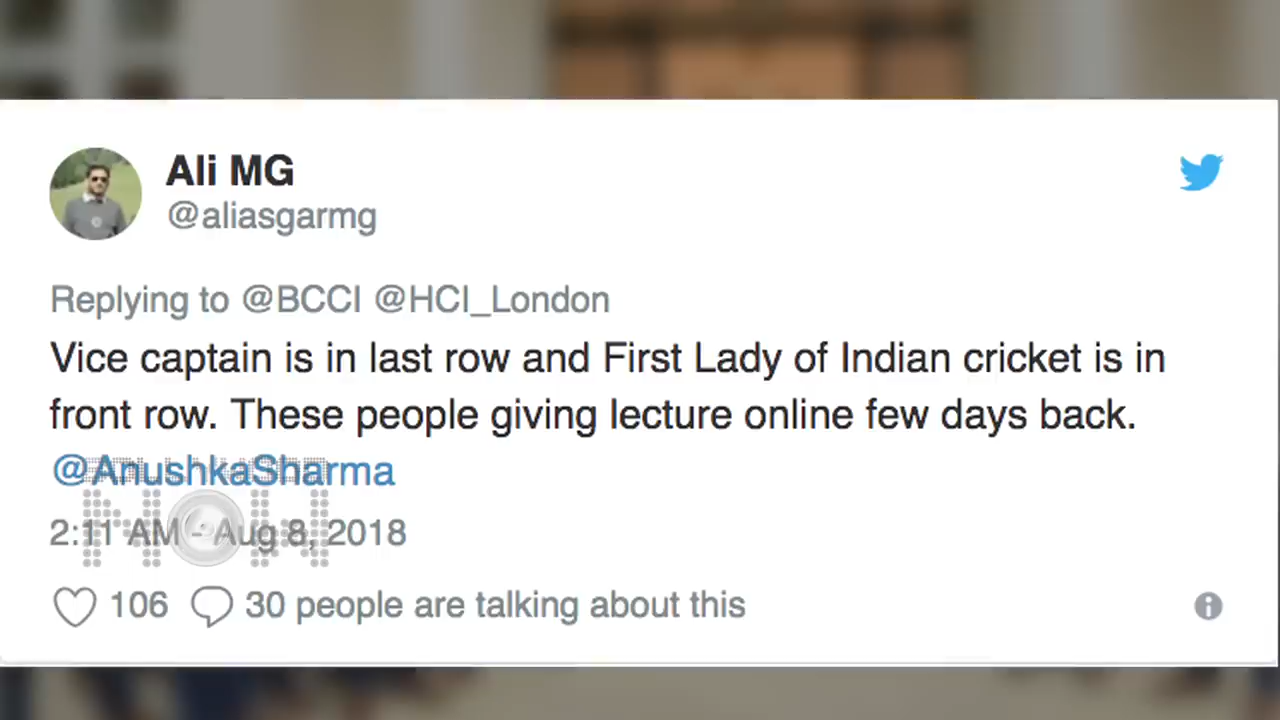 Ali MG
@aliasgarmg
Replying to @BCCI @HCI_London
Vice captain is in last row and First Lady of Indian cricket is in
front row. These people giving lecture online few days back.
@AnushkaSharma
2:11 AM - Aug 8, 2018
106 30 people are talking about this